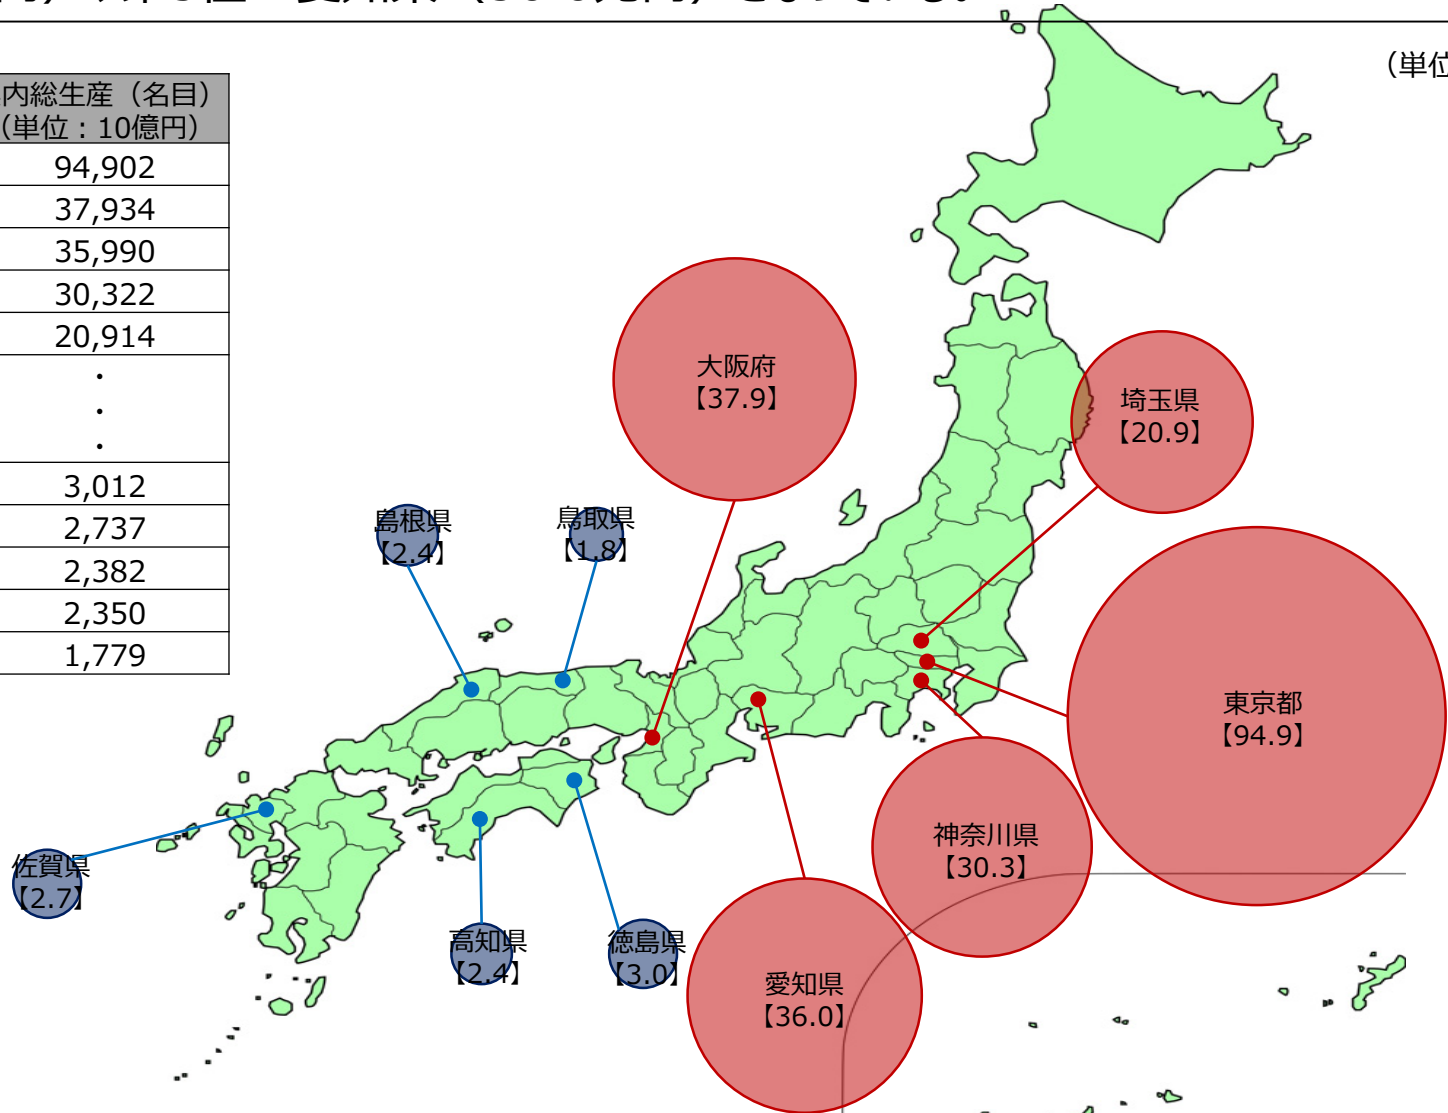 (単位
内総生産（名目）
（単位：10億円）
94,902
37,934
35,990
30,322
20,914
・
・
・
3,012
2,737
2,382
2,350
1,779
大阪府
【37.9】
埼玉県
【20.9】
島根県
【2.4】
鳥取県
【1.8】
東京都
【94.9】
神奈川県
【30.3】
佐賀県
【2.7】
高知県
【2.4】
徳島県
【3.0】
愛知県
【36.0】